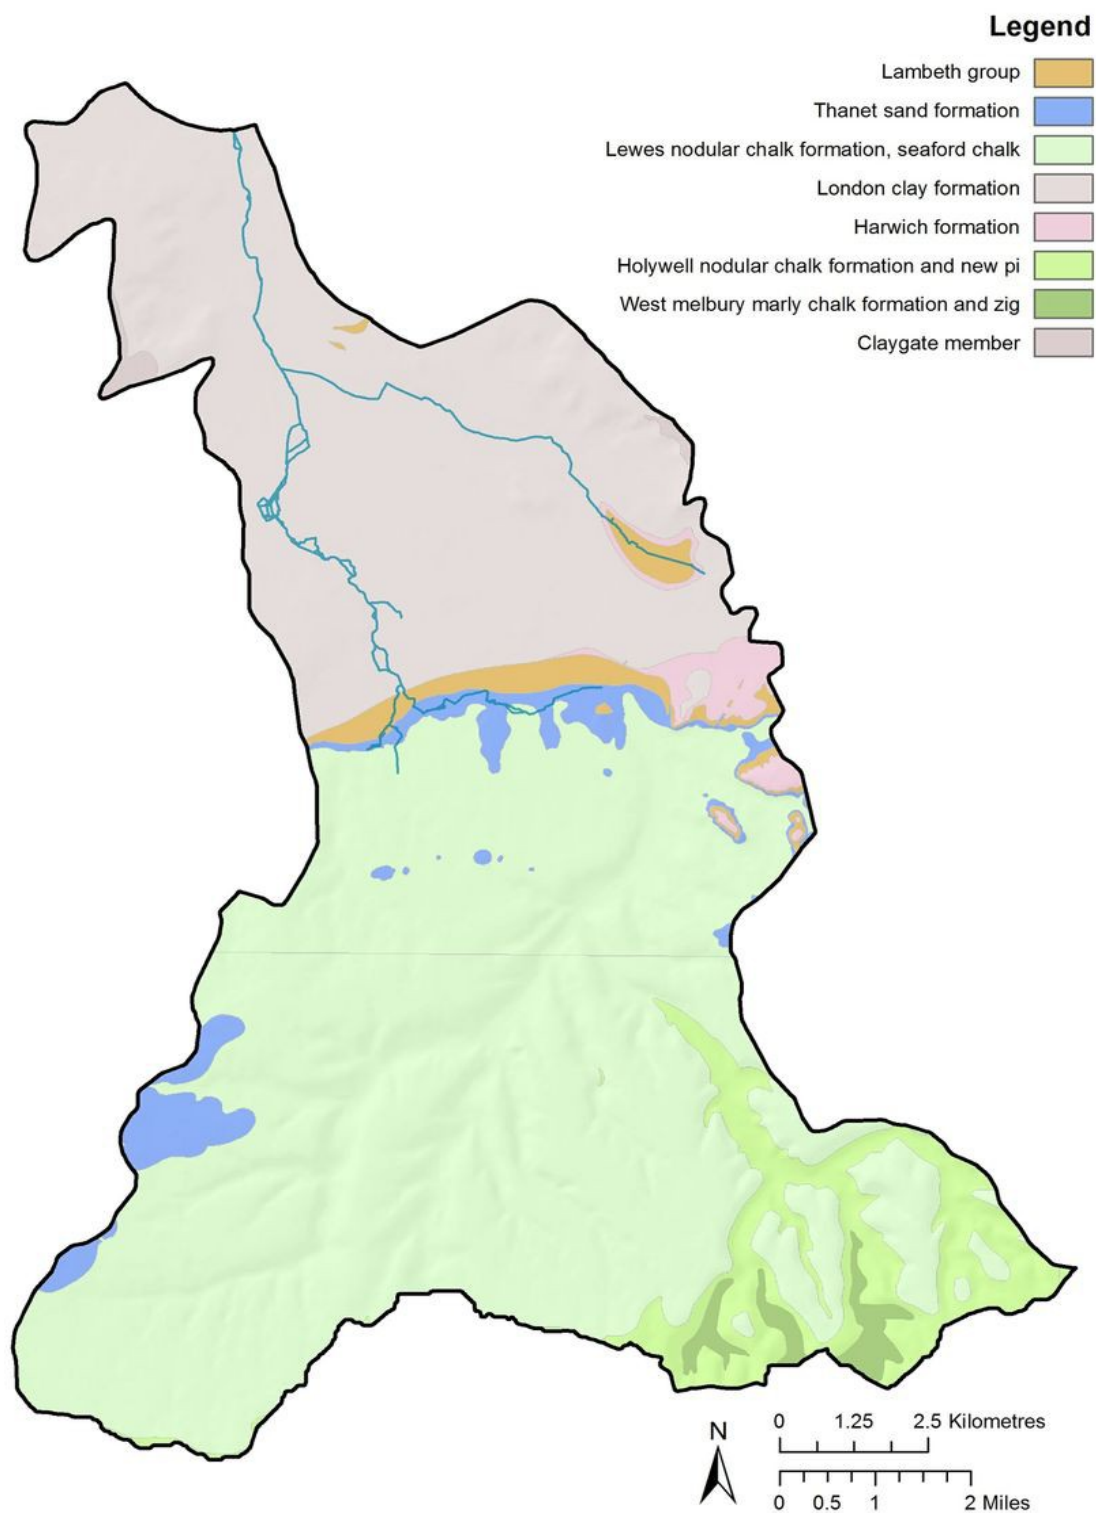 Legend
Lambeth group
Thanet sand formation
Lewes nodular chalk formation, seaford chalk
London clay formation
Harwich formation
Holywell nodular chalk formation and new pi
West melbury marly chalk formation and zig
Claygate member
N
0 1.25 2.5 Kilometres
0 0.5 1 2 Miles